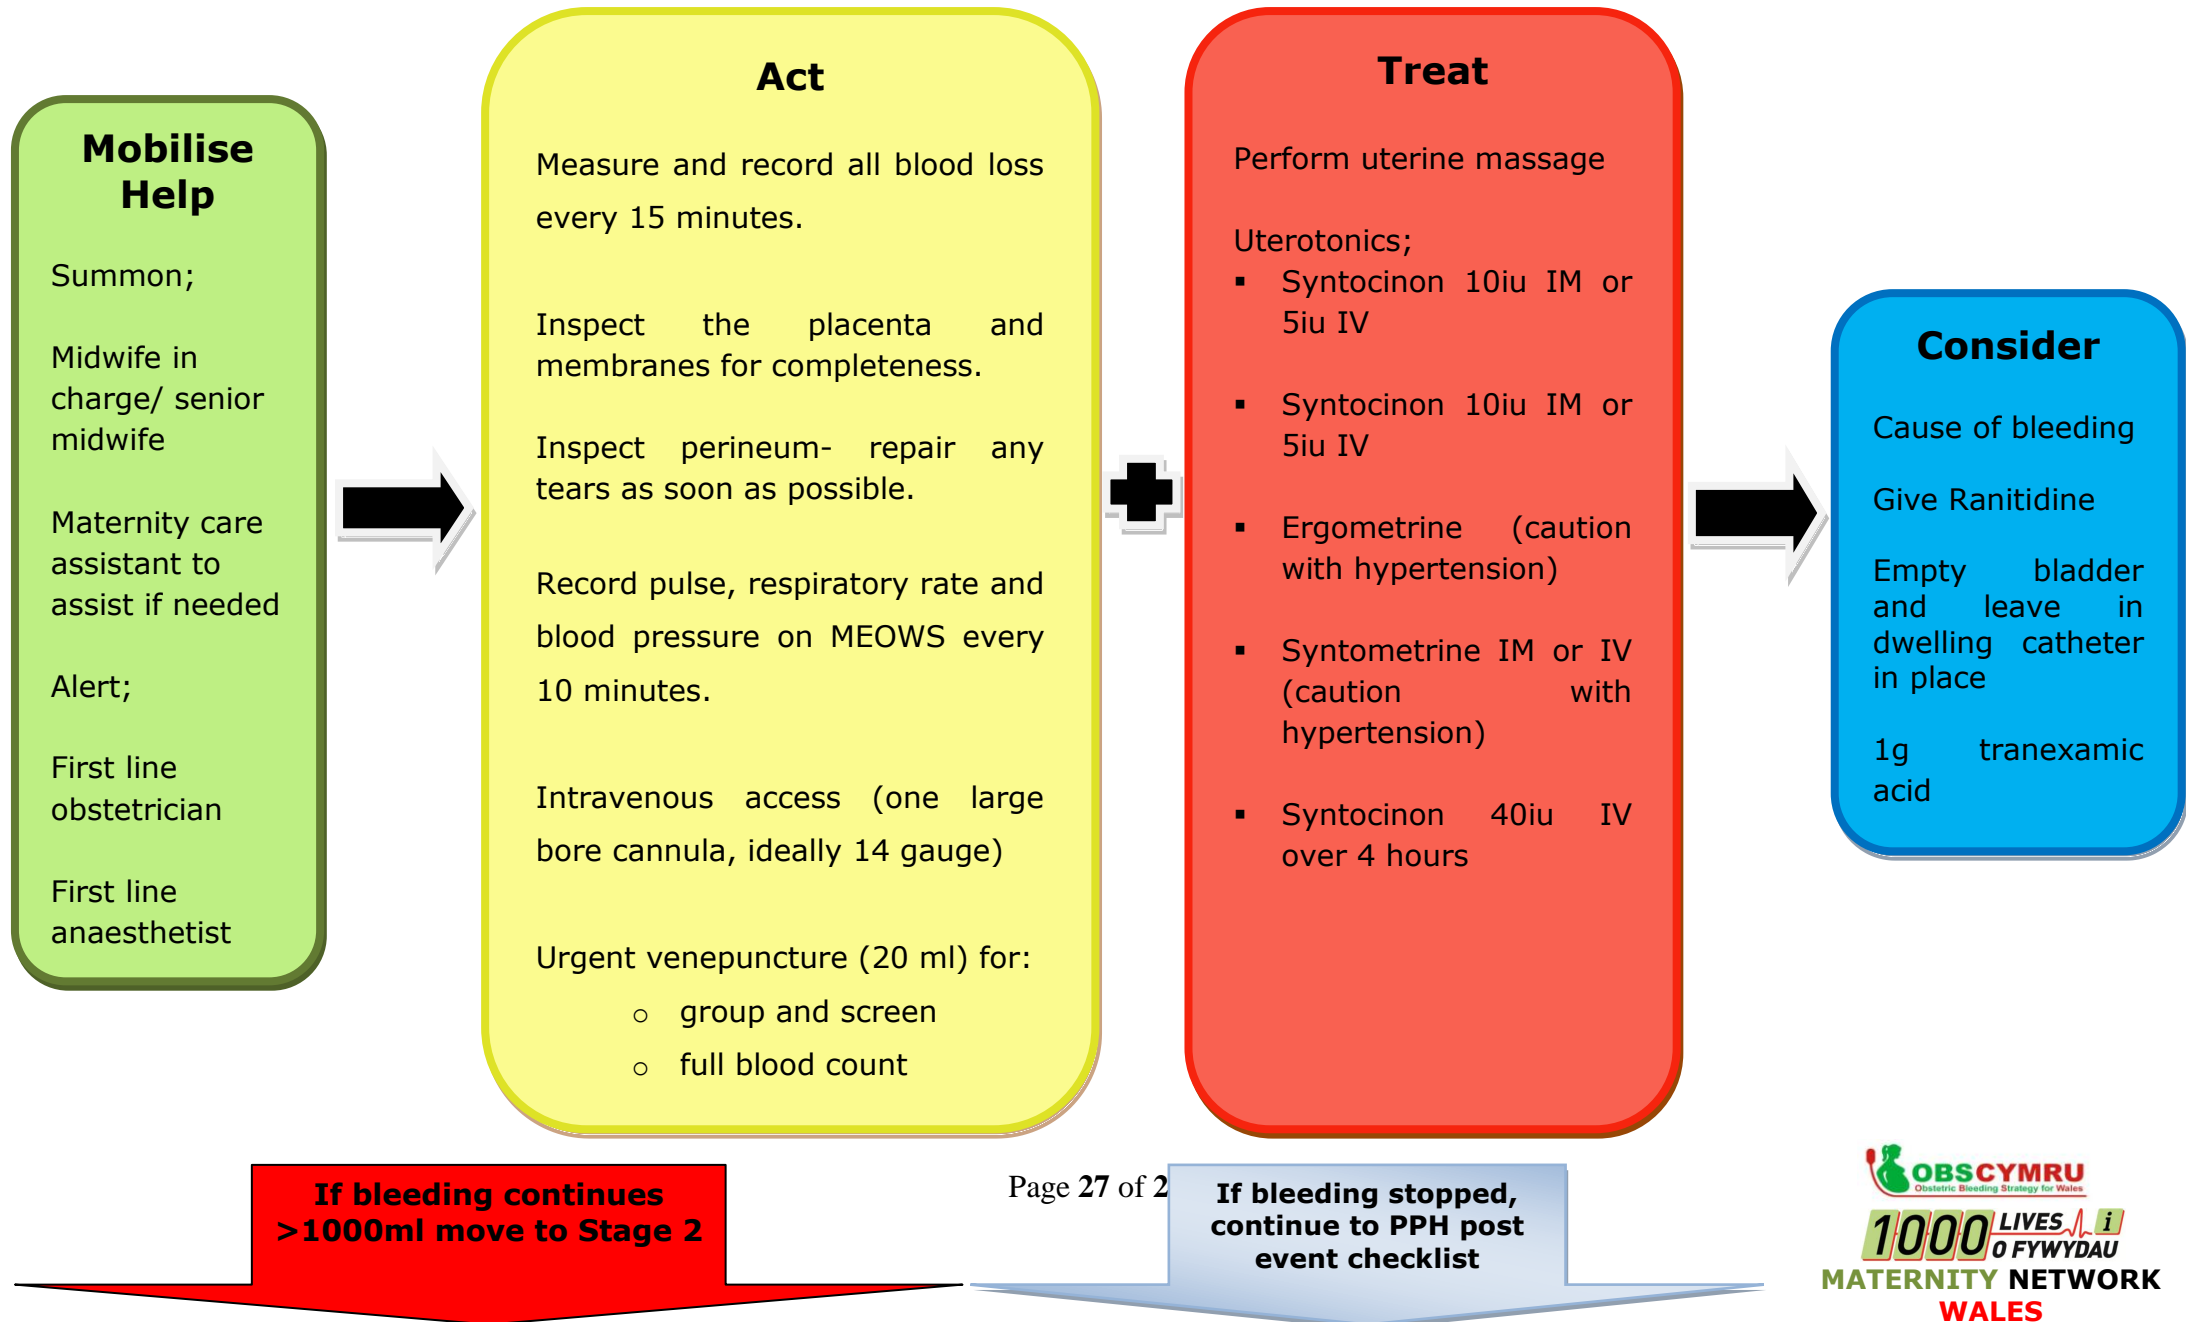 Mobilise
Help
Summon;
Midwife in
charge/ senior
midwife
Maternity care
assistant to
assist if needed
Alert;
First line
obstetrician
First line
anaesthetist
Act
Measure and record all blood loss
every 15 minutes.
Inspect the placenta and
membranes for completeness.
Inspect perineum- repair any
tears as soon as possible.
Record pulse, respiratory rate and
blood pressure on MEOWS every
10 minutes.
Intravenous access (one large
bore cannula, ideally 14 gauge)
Urgent venepuncture (20 ml) for:
o group and screen
o full blood count
Treat
Perform uterine massage
Uterotonics;
▪ Syntocinon 10iu IM or
5iu IV
▪ Syntocinon 10iu IM or
5iu IV
▪ Ergometrine (caution
with hypertension)
▪ Syntometrine IM or IV
(caution with
hypertension)
▪ Syntocinon 40iu IV
over 4 hours
Consider
Cause of bleeding
Give Ranitidine
Empty bladder
and leave in
dwelling catheter
in place
1g tranexamic
acid
If bleeding continues
>1000ml move to Stage 2
Page 27 of 2
If bleeding stopped,
continue to PPH post
event checklist
OBSCYMRU
Obstetric Bleeding Strategy for Wales
1000 LIVES i
O FYWYDAU
MATERNITY NETWORK
WALES